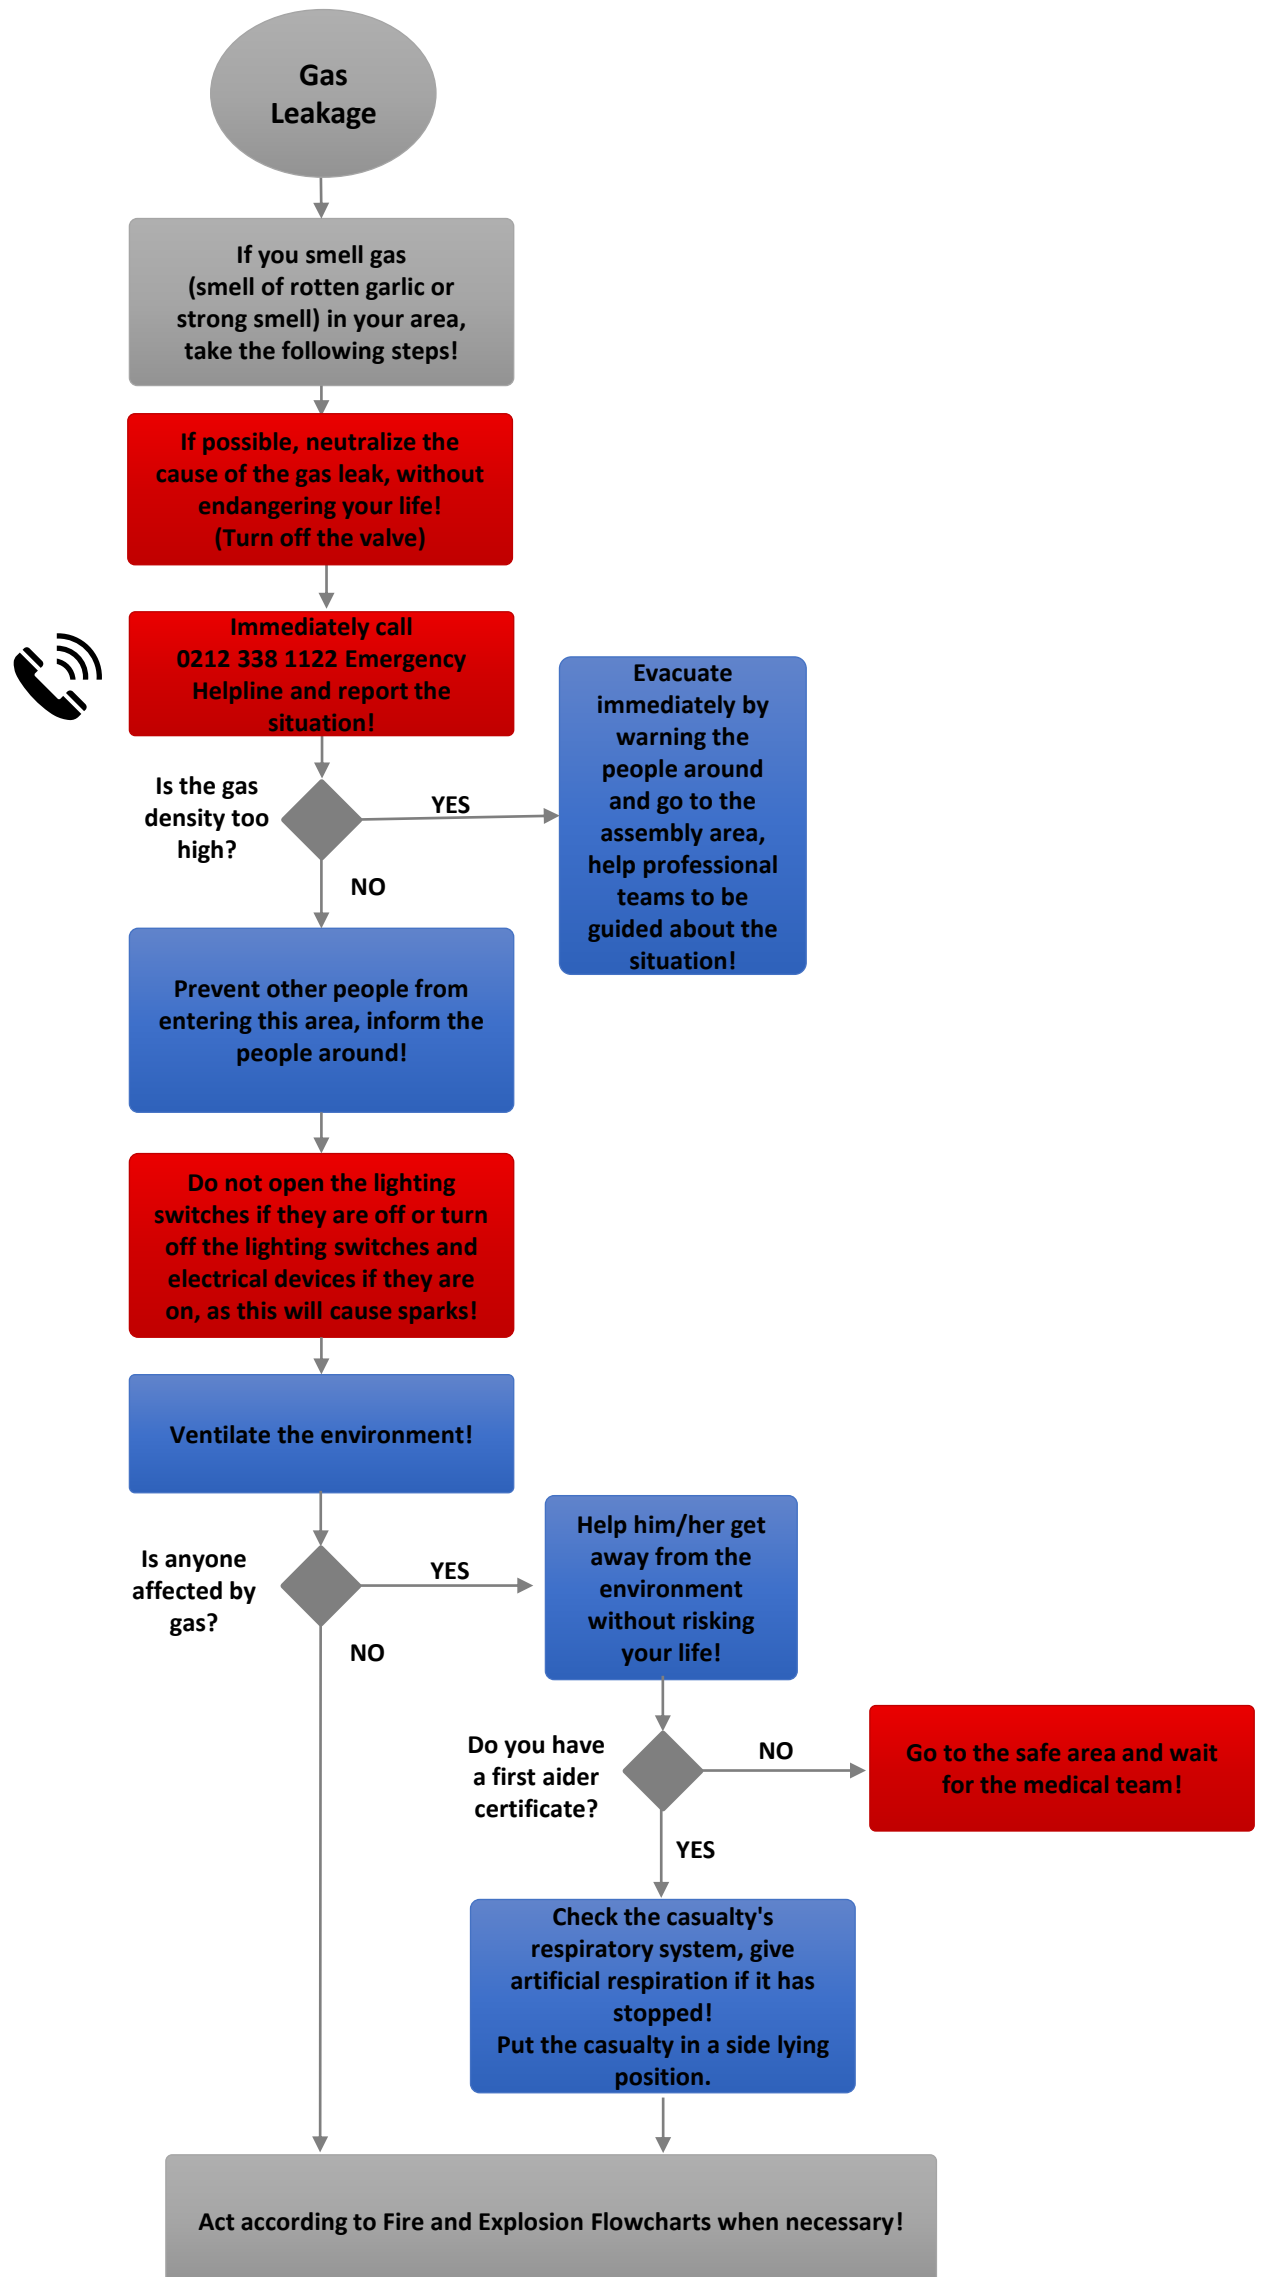 Gas
Leakage
If you smell gas
(smell of rotten garlic or
strong smell) in your area,
take the following steps!
If possible, neutralize the
cause of the gas leak, without
endangering your life!
(Turn off the valve)
Immediately call
0212 338 1122 Emergency
Helpline and report the
situation!
Is the gas
density too
high?
YES
Evacuate
immediately by
warning the
people around
and go to the
assembly area,
help professional
teams to be
guided about the
situation!
NO
Prevent other people from
entering this area, inform the
people around!
Do not open the lighting
switches if they are off or turn
off the lighting switches and
electrical devices if they are
on, as this will cause sparks!
Ventilate the environment!
Is anyone
affected by
gas?
YES
Help him/her get
away from the
environment
without risking
your life!
NO
Do you have
a first aider
certificate?
NO
Go to the safe area and wait
for the medical team!
YES
Check the casualty's
respiratory system, give
artificial respiration if it has
stopped!
Put the casualty in a side lying
position.
Act according to Fire and Explosion Flowcharts when necessary!